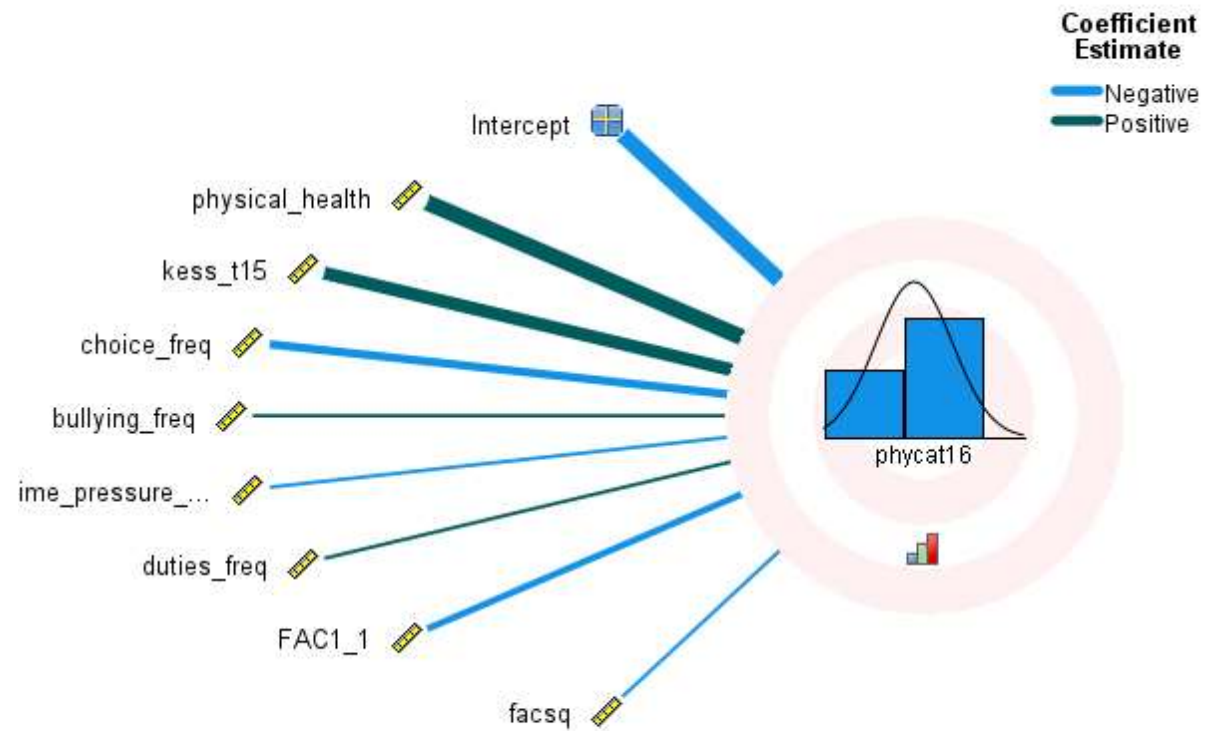 Coefficient
Estimate
Negative
Positive
Intercept
physical_health
kess_t15
choice_freq
bullying_freq
ime_pressure_...
duties_freq
FAC1_1
facsq
phycat16